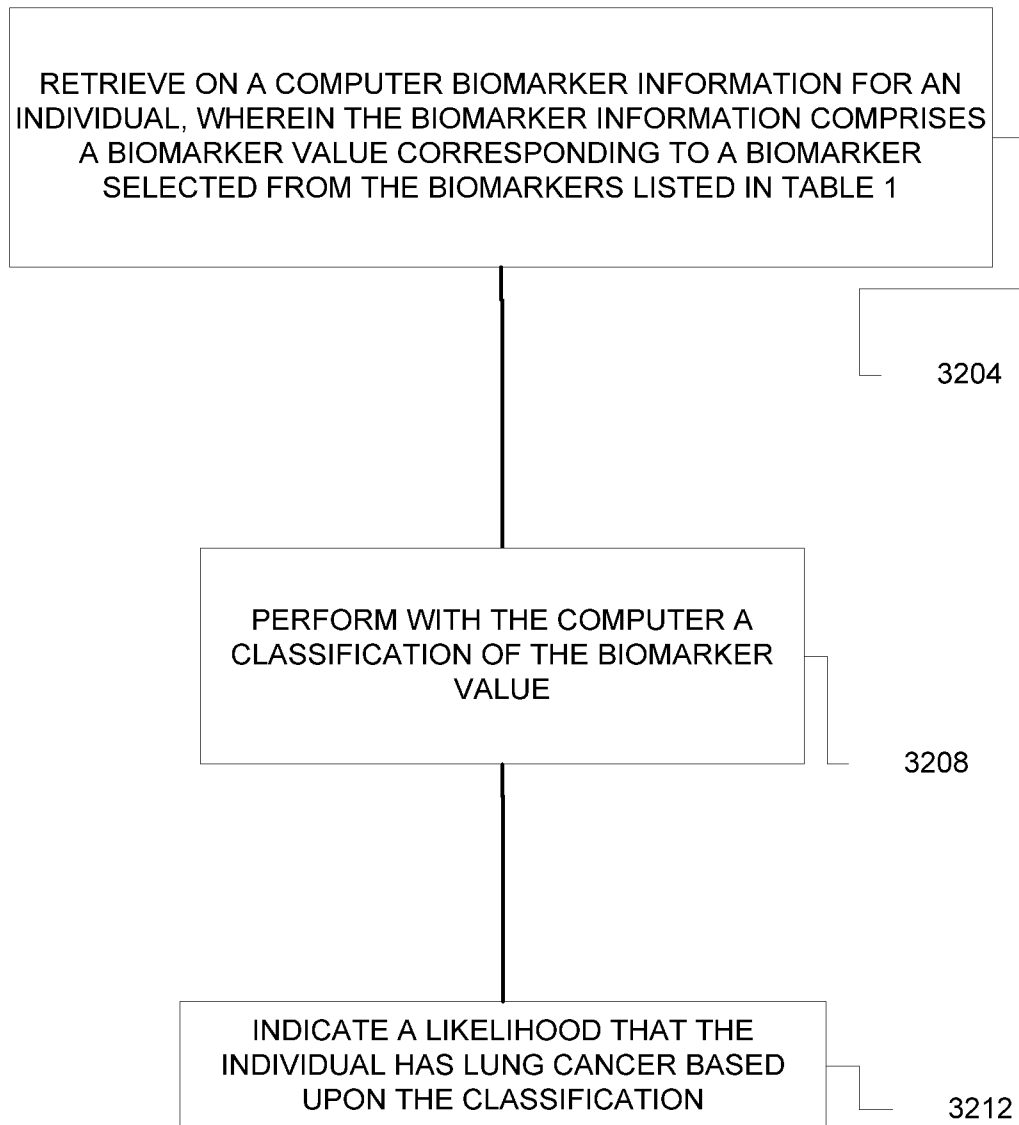 RETRIEVE ON A COMPUTER BIOMARKER INFORMATION FOR AN
INDIVIDUAL, WHEREIN THE BIOMARKER INFORMATION COMPRISES
A BIOMARKER VALUE CORRESPONDING TO A BIOMARKER
SELECTED FROM THE BIOMARKERS LISTED IN TABLE 1
3204
PERFORM WITH THE COMPUTER A
CLASSIFICATION OF THE BIOMARKER
VALUE
3208
INDICATE A LIKELIHOOD THAT THE
INDIVIDUAL HAS LUNG CANCER BASED
UPON THE CLASSIFICATION
3212